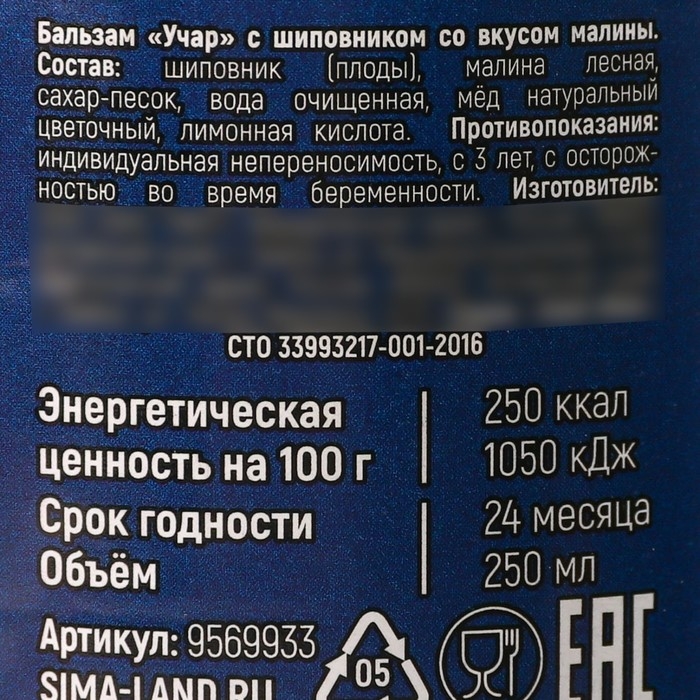 Бальзам «Учар» с шиповником со вкусом малины.
Состав: шиповник (плоды), малина лесная,
сахар-песок, вода очищенная, мёд натуральный
цветочный, лимонная кислота. Противопоказания:
индивидуальная непереносимость, с 3 лет, с осторож-
ностью во время беременности. Изготовитель:
СТО 33993217-001-2016
Энергетическая 250 ккал
ценность на 100 г 1050 кДж
Срок годности 24 месяца
Объём 250 мл
Артикул: 9569933
SIMA-LAND.RU
05
EAC